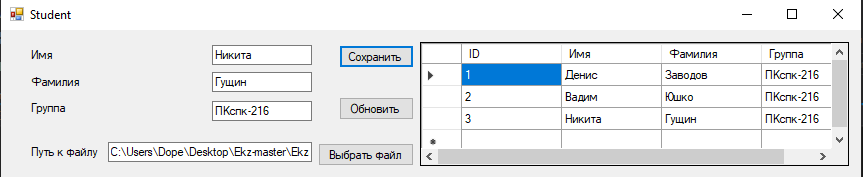 Student
Имя
Никита
Сохранить
Фамилия
Гущин
Группа
ПКспк-216
Обновить
Путь к файлу
C:\Users\Dope\Desktop\Ekz-master\Ekz
Выбрать файл
ID Имя Фамилия Группа
1 Денис Заводов ПКспк-216
2 Вадим Юшко ПКспк-216
3 Никита Гущин ПКспк-216